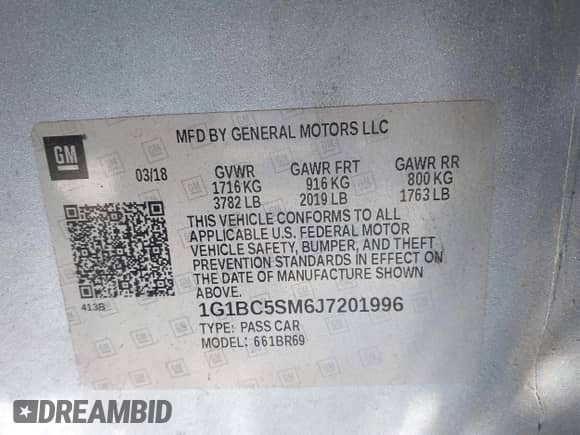 GM
MFD BY GENERAL MOTORS LLC
03/18 GVWR GAWR FRT GAWR RR
1716 KG 916 KG 800 KG
3782 LB 2019 LB 1763 LB
THIS VEHICLE CONFORMS TO ALL
APPLICABLE U.S. FEDERAL MOTOR
VEHICLE SAFETY, BUMPER, AND THEFT
PREVENTION STANDARDS IN EFFECT ON
THE DATE OF MANUFACTURE SHOWN
ABOVE.
413B
1G1BC5SM6J7201996
TYPE: PASS CAR
MODEL: 661BR69
DREAMBID